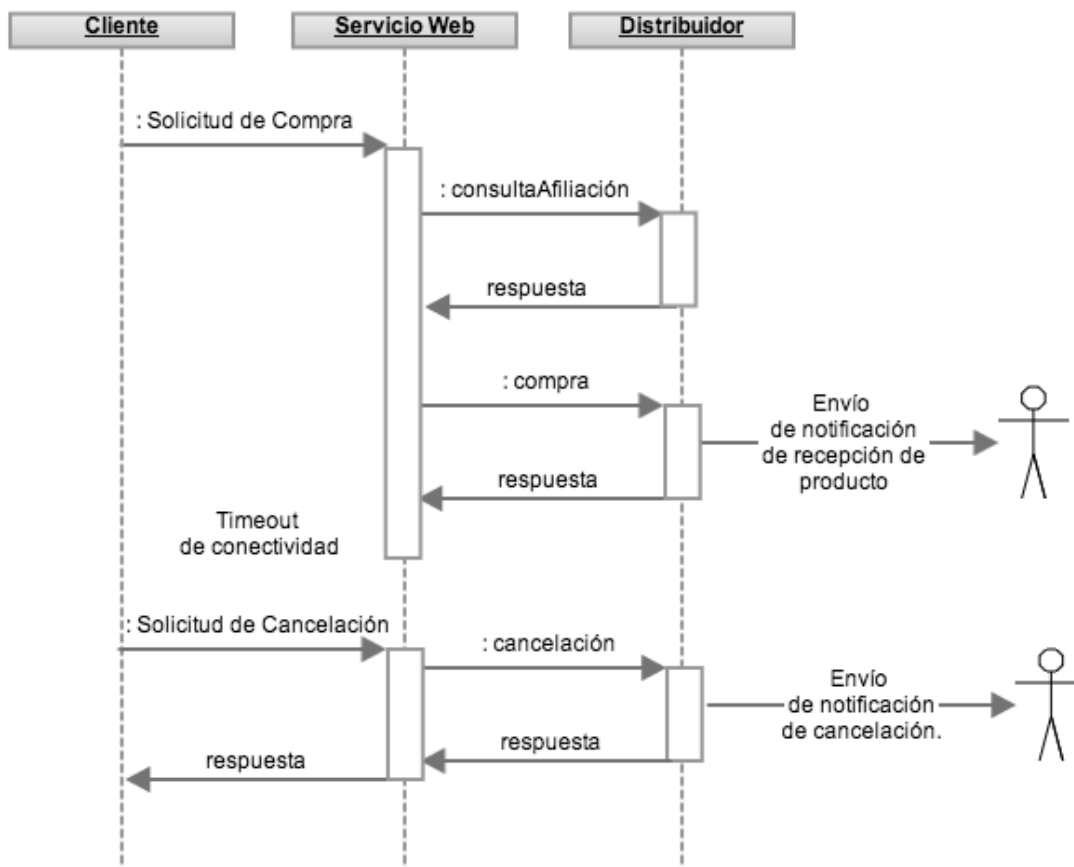 Cliente
Servicio Web
Distribuidor
: Solicitud de Compra
: consultaAfiliación
respuesta
: compra
Envío
de notificación
de recepción de
producto
respuesta
Timeout
de conectividad
: Solicitud de Cancelación
: cancelación
Envío
de notificación
de cancelación.
respuesta
respuesta